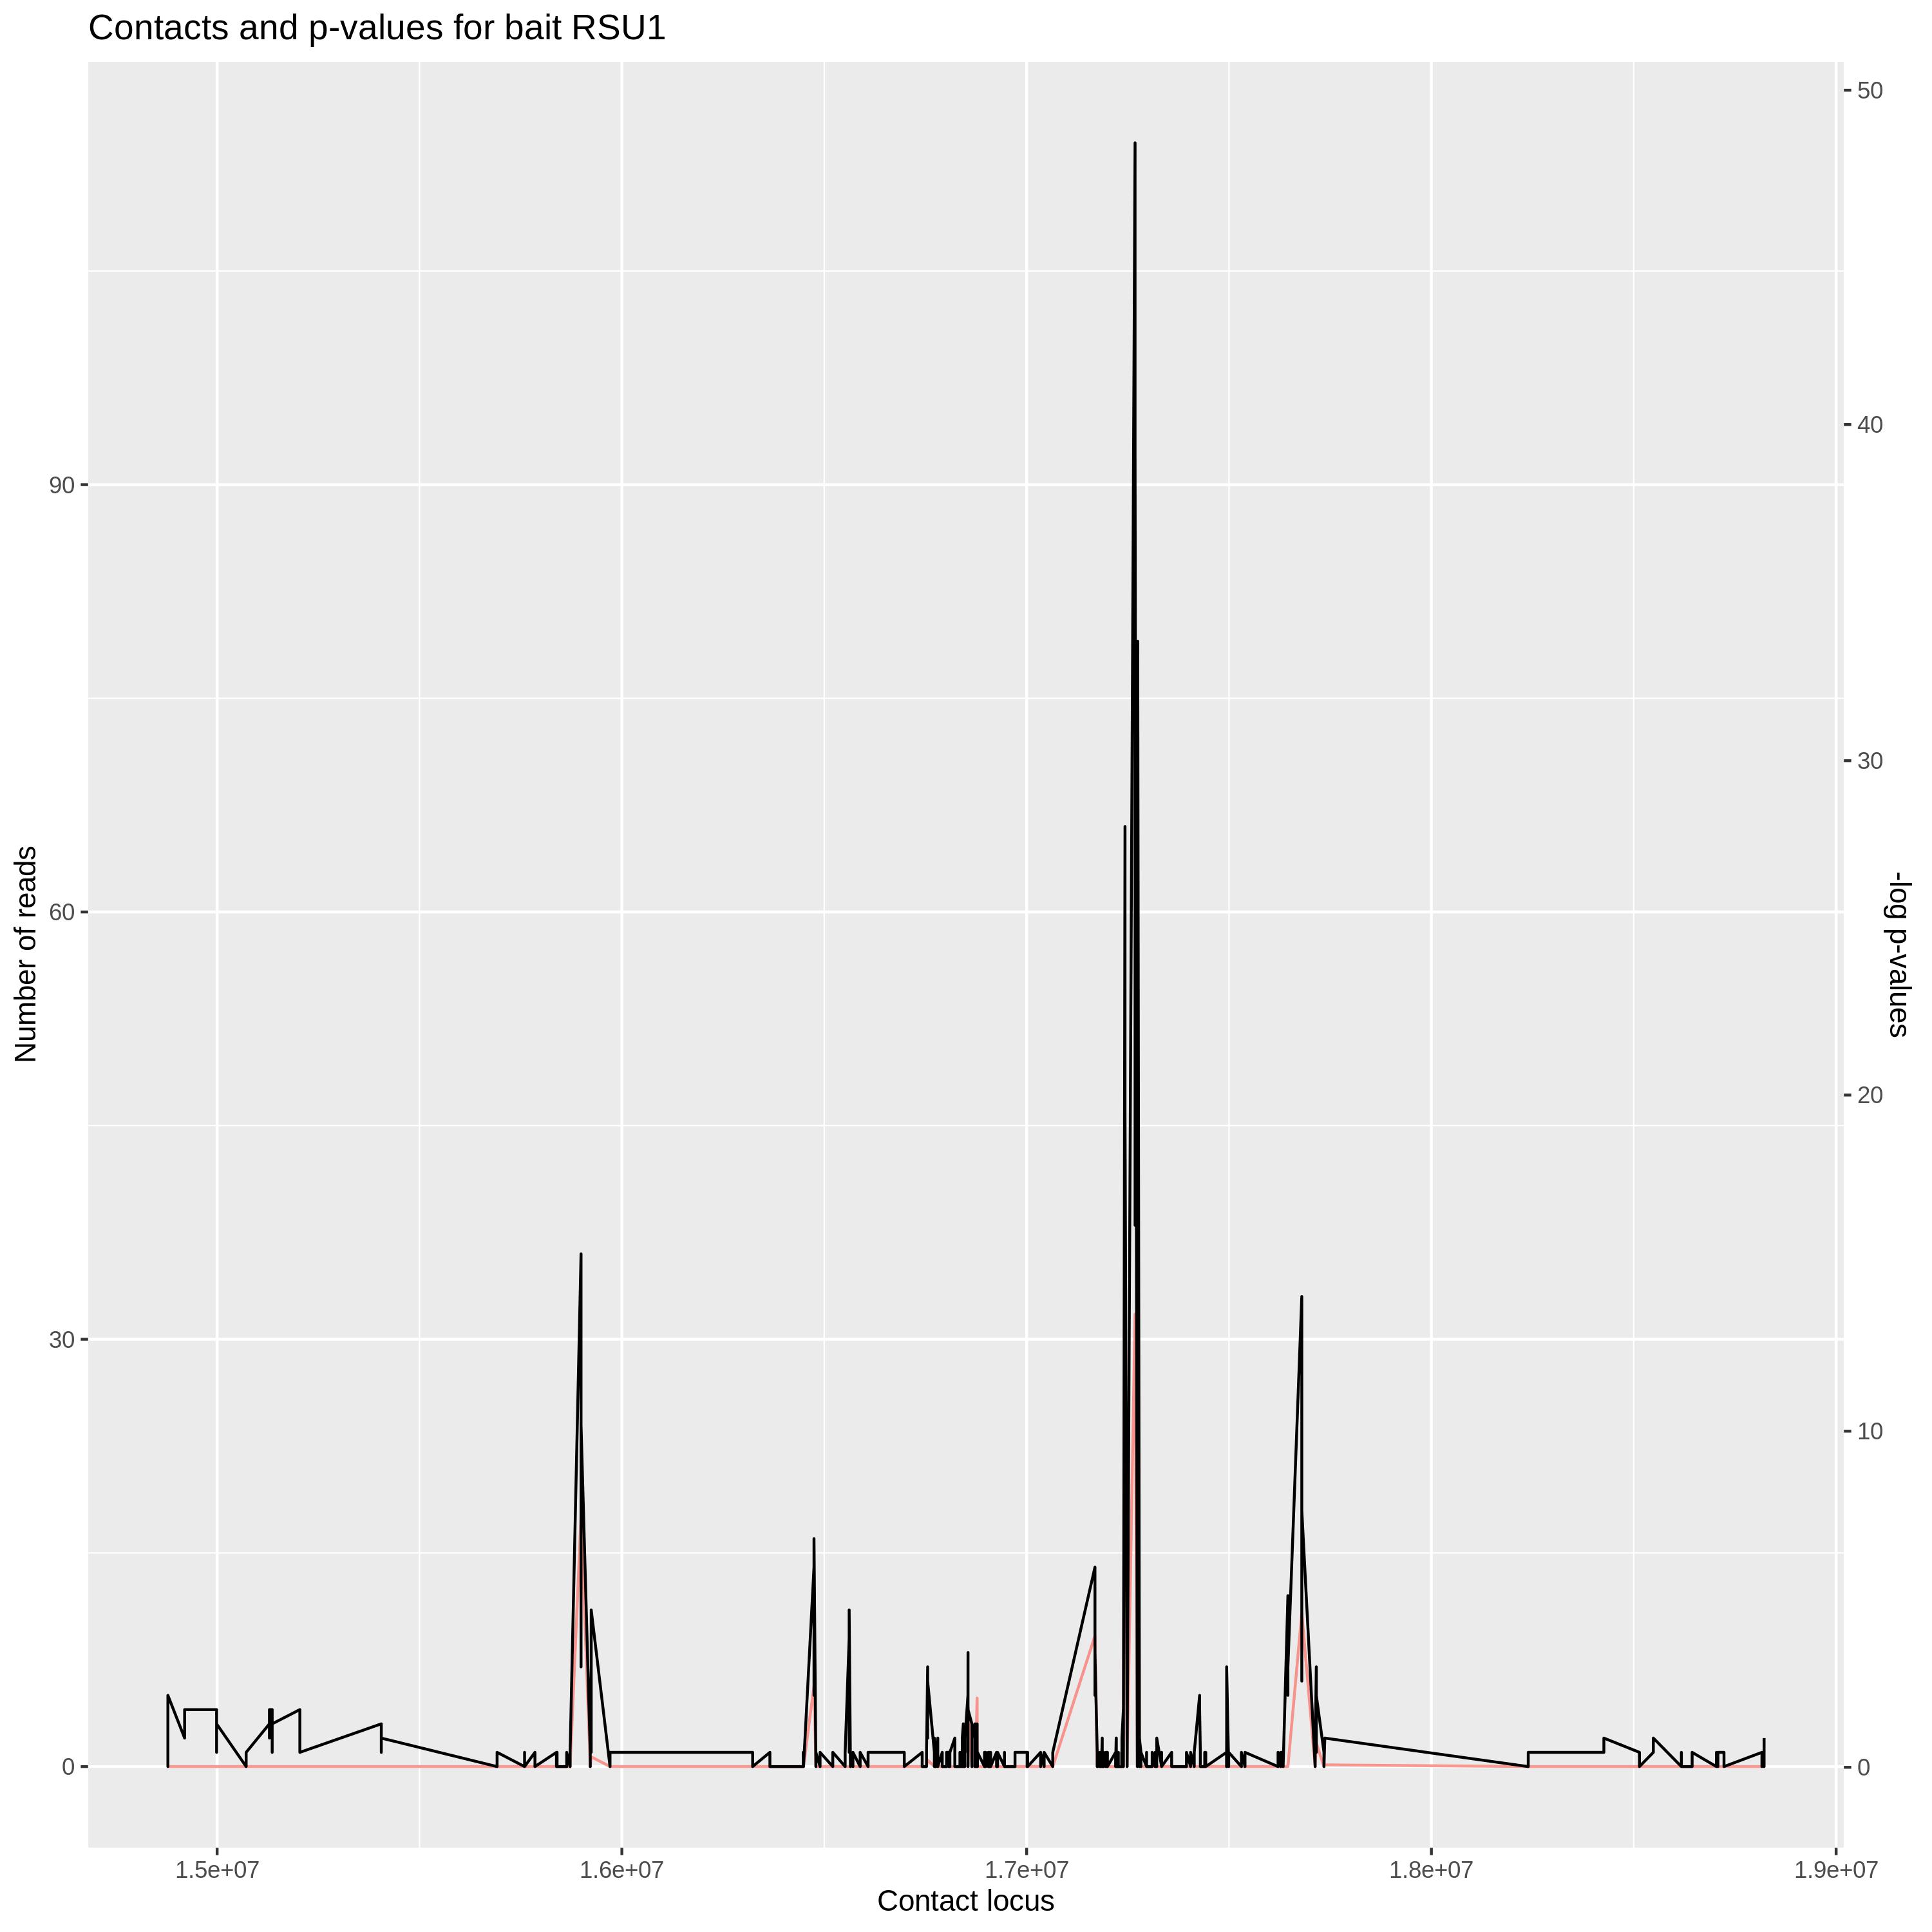 Contacts and p-values for bait RSU1
Number of reads
90
60
30
0
50
40
30
20
10
0
-log p-values
1.5e+07
1.6e+07
1.7e+07
1.8e+07
1.9e+07
Contact locus